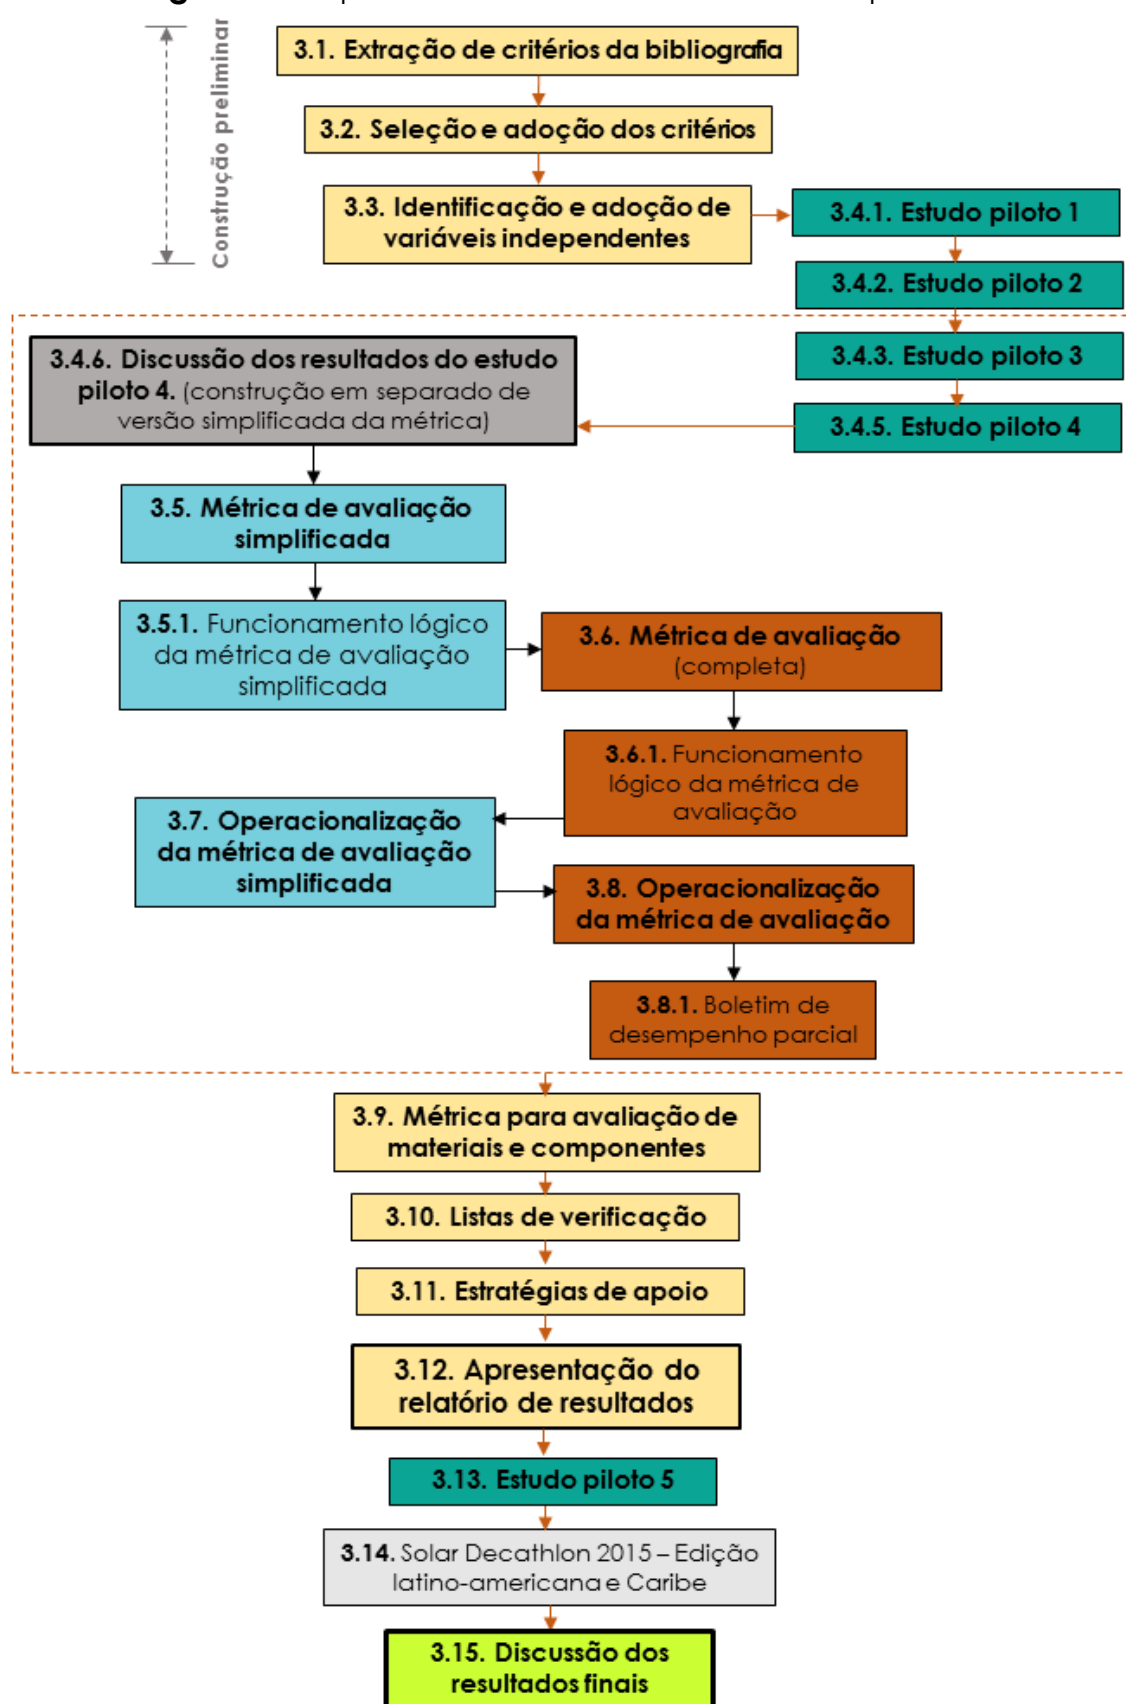 3.1. Extração de critérios da bibliografia
Construção preliminar
3.2. Seleção e adoção dos critérios
3.3. Identificação e adoção de
variáveis independentes
3.4.1. Estudo piloto 1
3.4.2. Estudo piloto 2
3.4.3. Estudo piloto 3
3.4.5. Estudo piloto 4
3.4.6. Discussão dos resultados do estudo
piloto 4. (construção em separado de
versão simplificada da métrica)
3.5. Métrica de avaliação
simplificada
3.5.1. Funcionamento lógico
da métrica de avaliação
simplificada
3.6. Métrica de avaliação
(completa)
3.6.1. Funcionamento
lógico da métrica de
avaliação
3.7. Operacionalização
da métrica de avaliação
simplificada
3.8. Operacionalização
da métrica de avaliação
3.8.1. Boletim de
desempenho parcial
3.9. Métrica para avaliação de
materiais e componentes
3.10. Listas de verificação
3.11. Estratégias de apoio
3.12. Apresentação do
relatório de resultados
3.13. Estudo piloto 5
3.14. Solar Decathlon 2015 – Edição
latino-americana e Caribe
3.15. Discussão dos
resultados finais